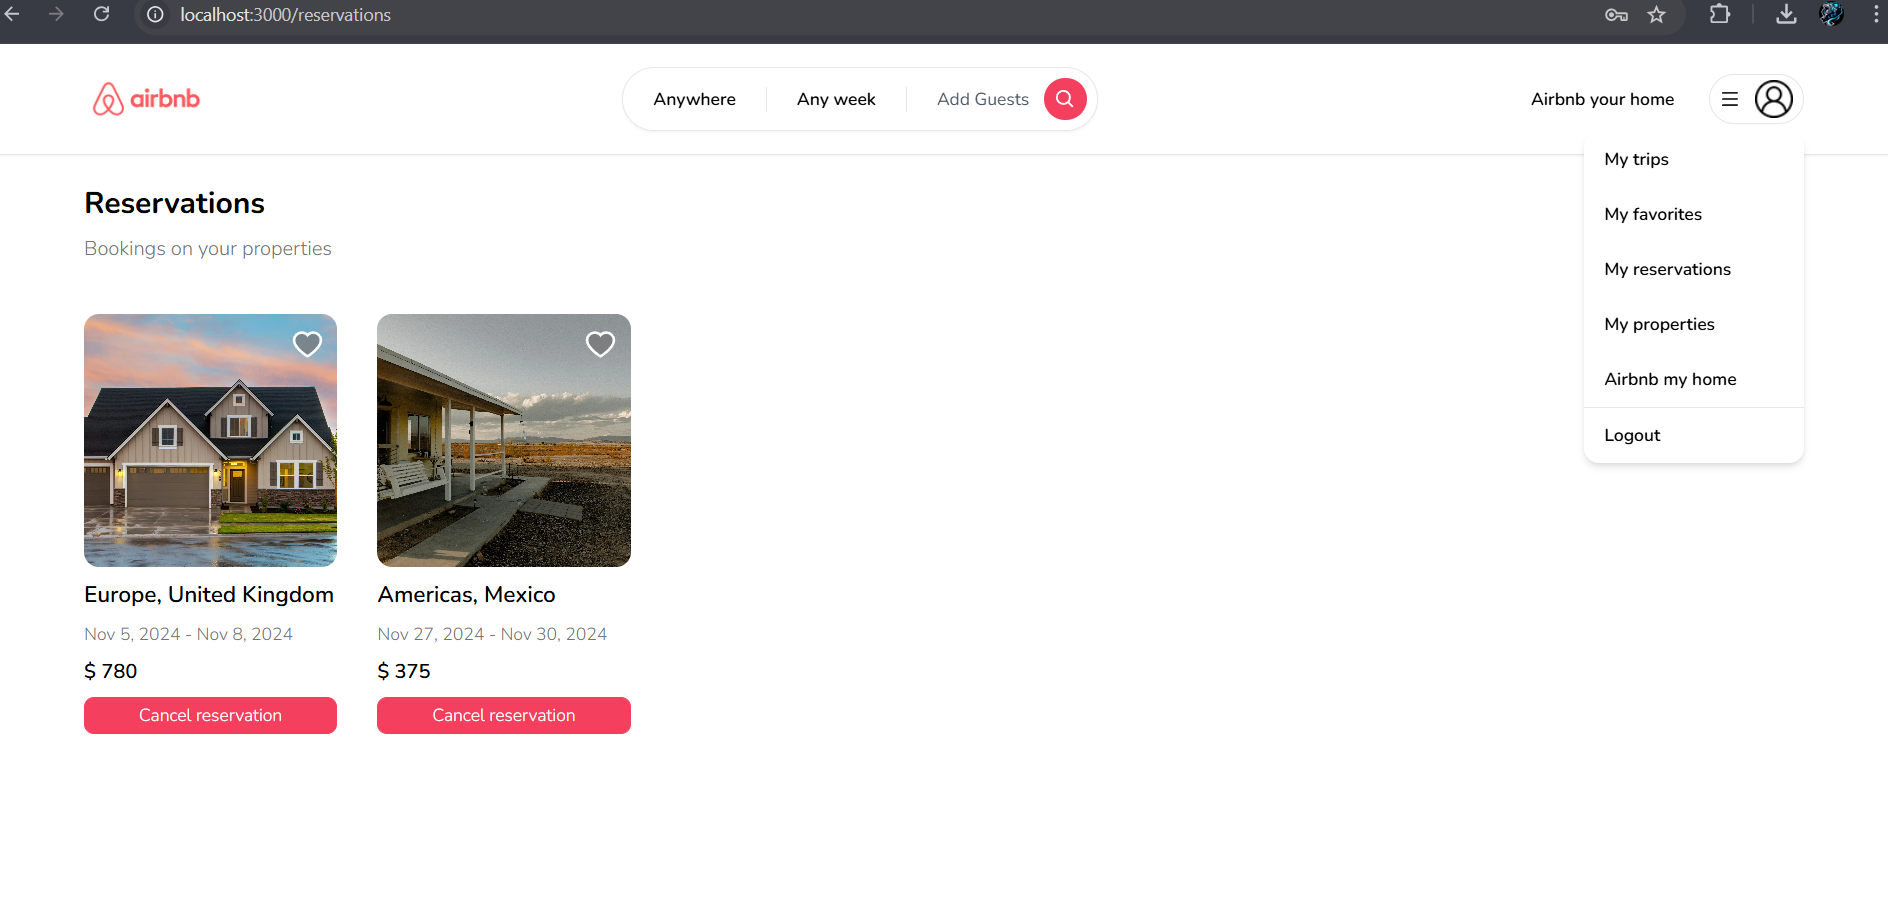 localhost:3000/reservations
airbnb
Anywhere
Any week
Add Guests
Airbnb your home
My trips
My favorites
My reservations
My properties
Airbnb my home
Logout
Reservations
Bookings on your properties
Europe, United Kingdom
Nov 5, 2024 - Nov 8, 2024
$ 780
Cancel reservation
Americas, Mexico
Nov 27, 2024 - Nov 30, 2024
$ 375
Cancel reservation